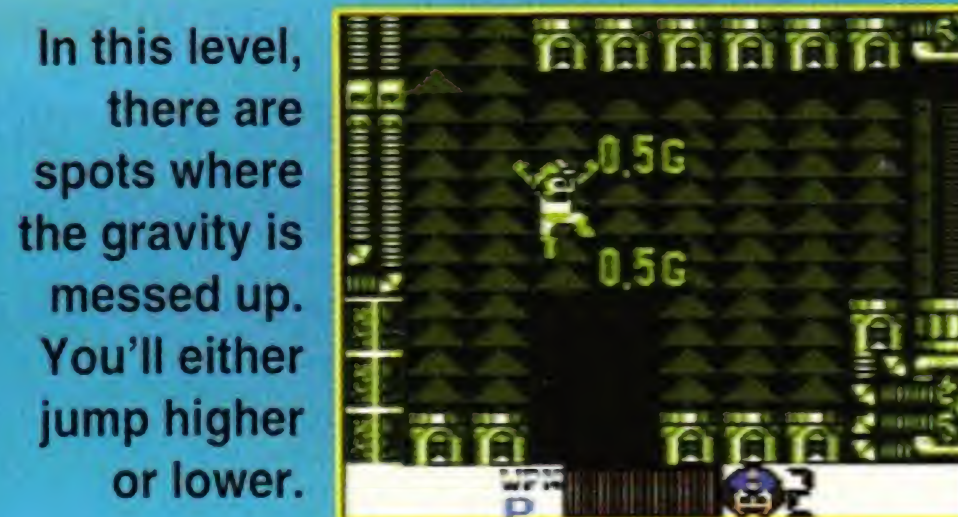 In this level,
there are
spots where
the gravity is
messed up.
You'll either
jump higher
or lower.
0.5G
0.5G
P